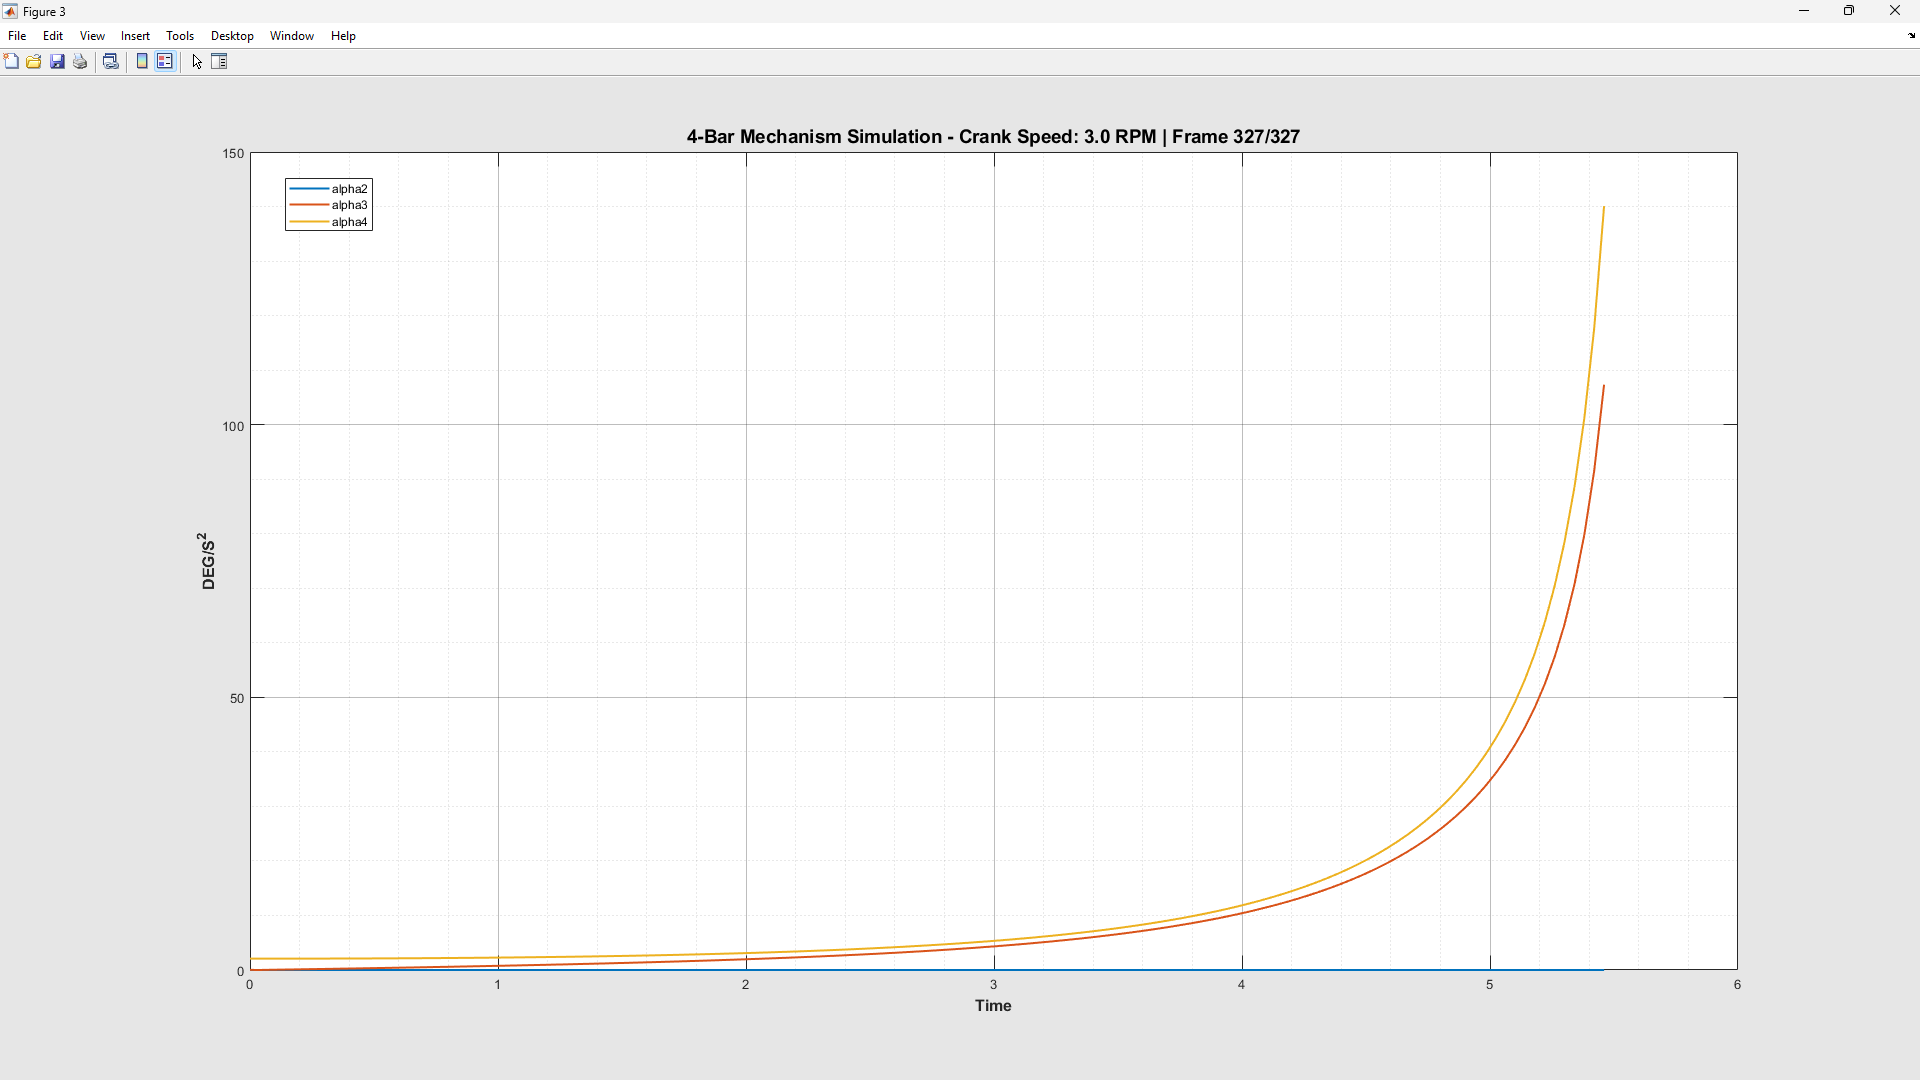 Figure 3
File Edit View Insert Tools Desktop Window Help
4-Bar Mechanism Simulation - Crank Speed: 3.0 RPM | Frame 327/327
150
alpha2
alpha3
alpha4
100
DEG/S²
50
0
0 1 2 3 4 5 6
Time